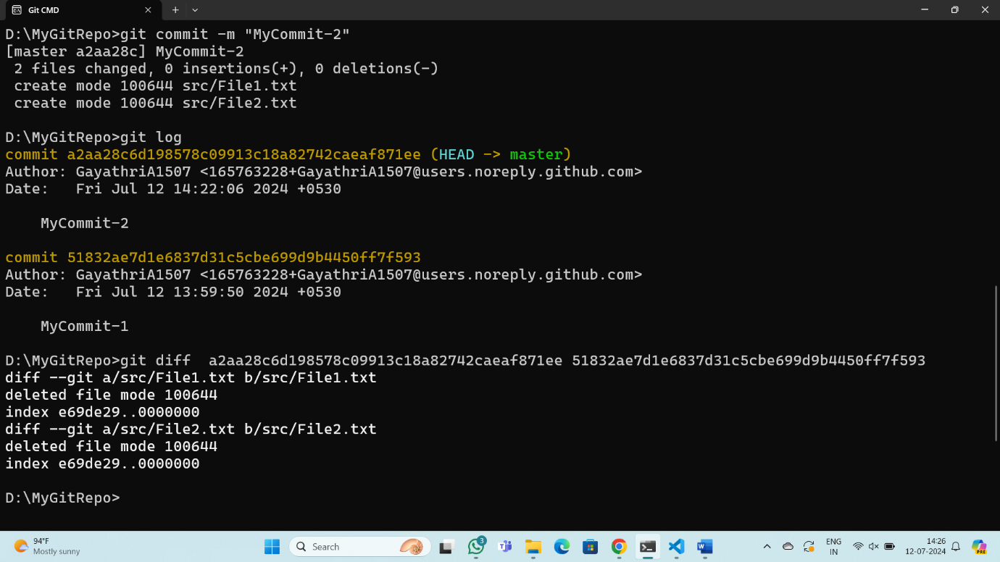 Git CMD
D:\MyGitRepo>git commit -m "MyCommit-2"
[master a2aa28c] MyCommit-2
 2 files changed, 0 insertions(+), 0 deletions(-)
 create mode 100644 src/File1.txt
 create mode 100644 src/File2.txt

D:\MyGitRepo>git log
commit a2aa28c6d198578c09913c18a82742caeaf871ee (HEAD -> master)
Author: GayathriA1507 <165763228+GayathriA1507@users.noreply.github.com>
Date:   Fri Jul 12 14:22:06 2024 +0530

    MyCommit-2

commit 51832ae7d1e6837d31c5cbe699d9b4450ff7f593
Author: GayathriA1507 <165763228+GayathriA1507@users.noreply.github.com>
Date:   Fri Jul 12 13:59:50 2024 +0530

    MyCommit-1

D:\MyGitRepo>git diff  a2aa28c6d198578c09913c18a82742caeaf871ee 51832ae7d1e6837d31c5cbe699d9b4450ff7f593
diff --git a/src/File1.txt b/src/File1.txt
deleted file mode 100644
index e69de29..0000000
diff --git a/src/File2.txt b/src/File2.txt
deleted file mode 100644
index e69de29..0000000

D:\MyGitRepo>
94°F
Mostly sunny
Search
3
ENG
IN
14:26
12-07-2024
PRE